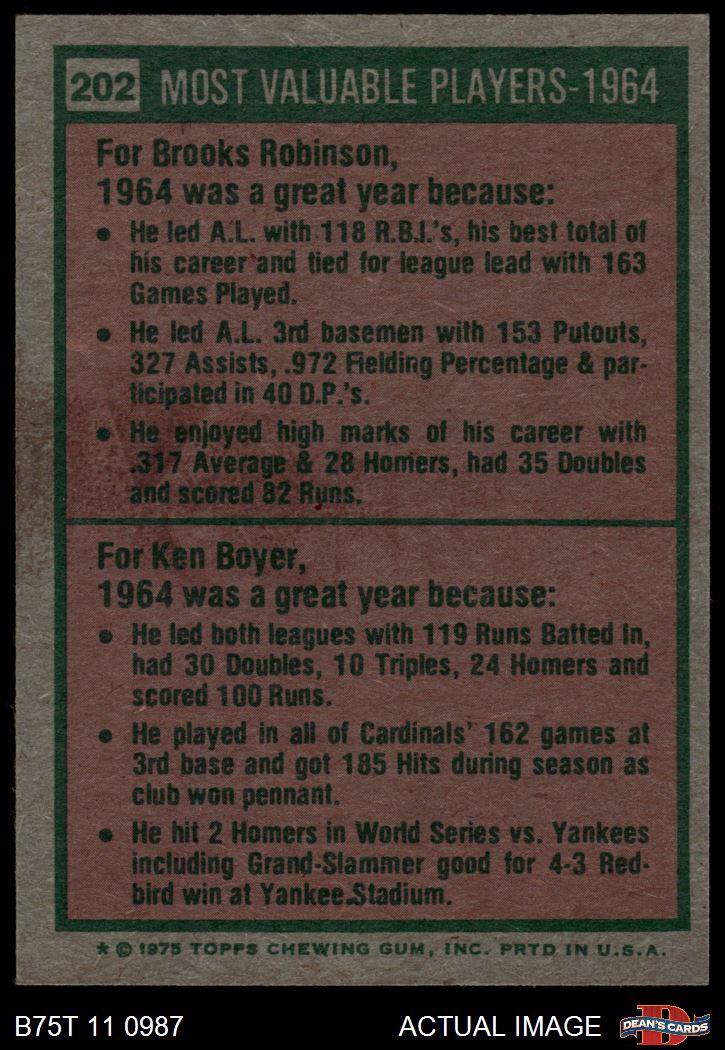 202 MOST VALUABLE PLAYERS-1964
For Brooks Robinson,
1964 was a great year because:
• He led A.L. with 118 R.B.I.'s, his best total of
his career and tied for league lead with 163
Games Played.
• He led A.L. 3rd basemen with 153 Putouts,
327 Assists, .972 Fielding Percentage & par-
ticipated in 40 D.P.'s.
• He enjoyed high marks of his career with
.317 Average & 28 Homers, had 35 Doubles
and scored 82 Runs.
For Ken Boyer,
1964 was a great year because:
• He led both leagues with 119 Runs Batted In,
had 30 Doubles, 10 Triples, 24 Homers and
scored 100 Runs.
• He played in all of Cardinals' 162 games at
3rd base and got 185 Hits during season as
club won pennant.
• He hit 2 Homers in World Series vs. Yankees
including Grand-Slammer good for 4-3 Red-
bird win at Yankee Stadium.
* © 1975 TOPPS CHEWING GUM, INC. PRTD IN U.S.A.
B75T 11 0987 ACTUAL IMAGE D DEAN'S CARDS